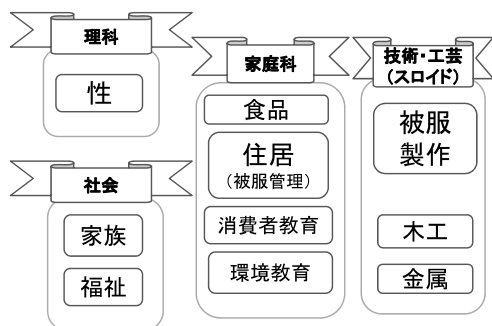 理科
性
社会
家族
福祉
家庭科
食品
住居
(被服管理)
消費者教育
環境教育
技術・工芸
(スロイド)
被服
製作
木工
金属